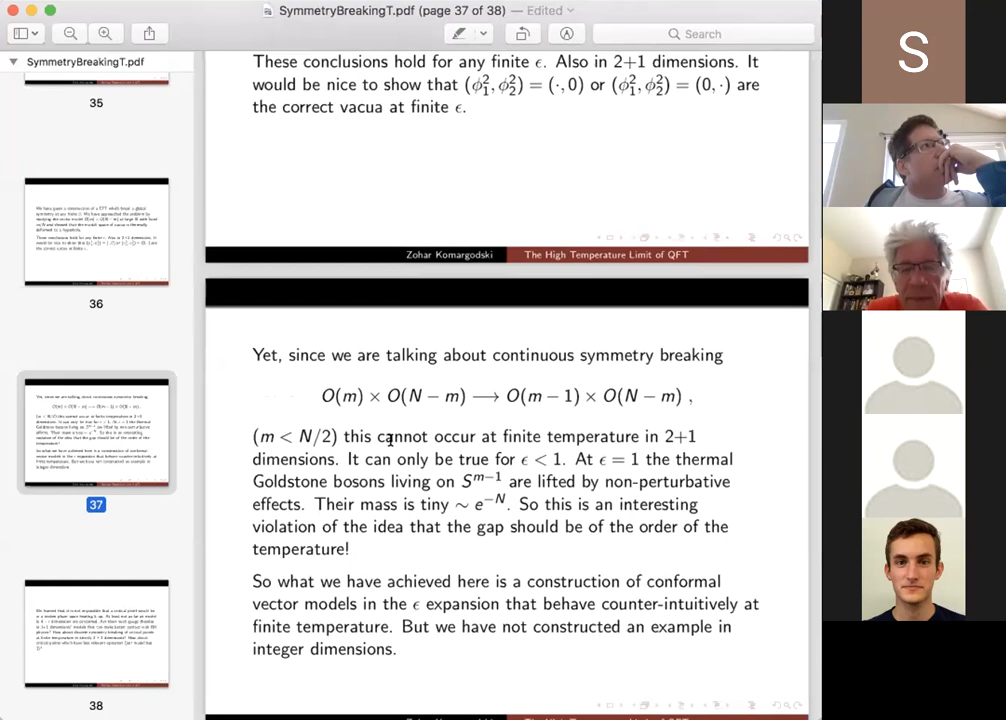 SymmetryBreakingT.pdf (page 37 of 38) — Edited
Search
SymmetryBreakingT.pdf
35
36
37
38
These conclusions hold for any finite ϵ. Also in 2+1 dimensions. It
would be nice to show that (ϕ₁², ϕ₂²) = (·, 0) or (ϕ₁², ϕ₂²) = (0, ·) are
the correct vacua at finite ϵ.
Zohar Komargodski The High Temperature Limit of QFT
Yet, since we are talking about continuous symmetry breaking
O(m) × O(N − m) ⟶ O(m − 1) × O(N − m) ,
(m < N/2) this cannot occur at finite temperature in 2+1
dimensions. It can only be true for ϵ < 1. At ϵ = 1 the thermal
Goldstone bosons living on Sᵐ⁻¹ are lifted by non-perturbative
effects. Their mass is tiny ∼ e⁻ᴺ. So this is an interesting
violation of the idea that the gap should be of the order of the
temperature!
So what we have achieved here is a construction of conformal
vector models in the ϵ expansion that behave counter-intuitively at
finite temperature. But we have not constructed an example in
integer dimensions.
S